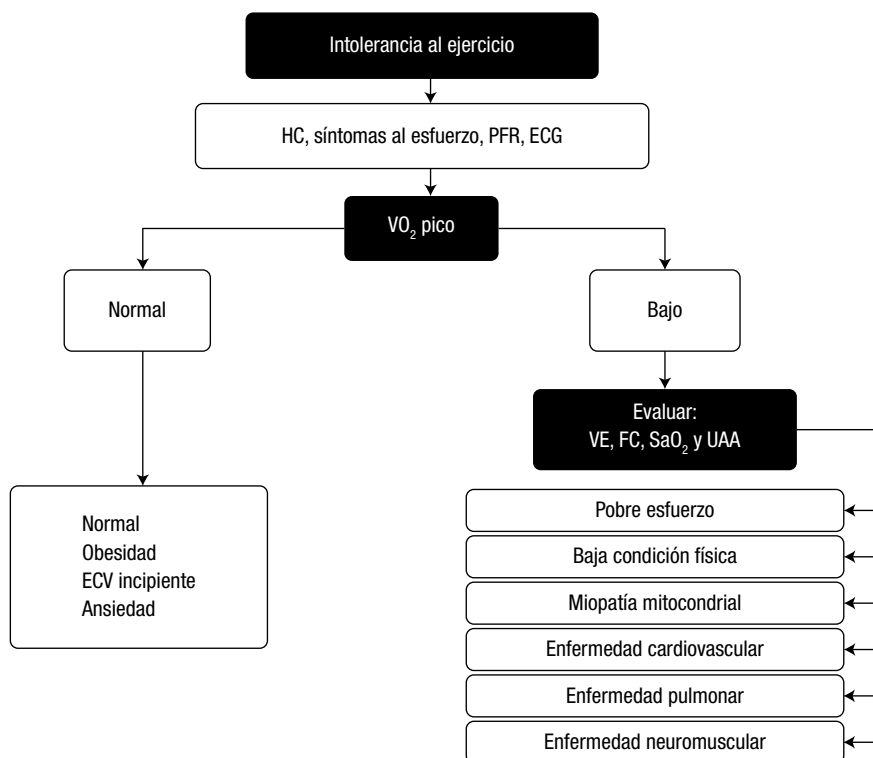 Intolerancia al ejercicio
HC, síntomas al esfuerzo, PFR, ECG
VO₂ pico
Normal
Bajo
Evaluar:
VE, FC, SaO₂ y UAA
Normal
Obesidad
ECV incipiente
Ansiedad
Pobre esfuerzo
Baja condición física
Miopatía mitocondrial
Enfermedad cardiovascular
Enfermedad pulmonar
Enfermedad neuromuscular